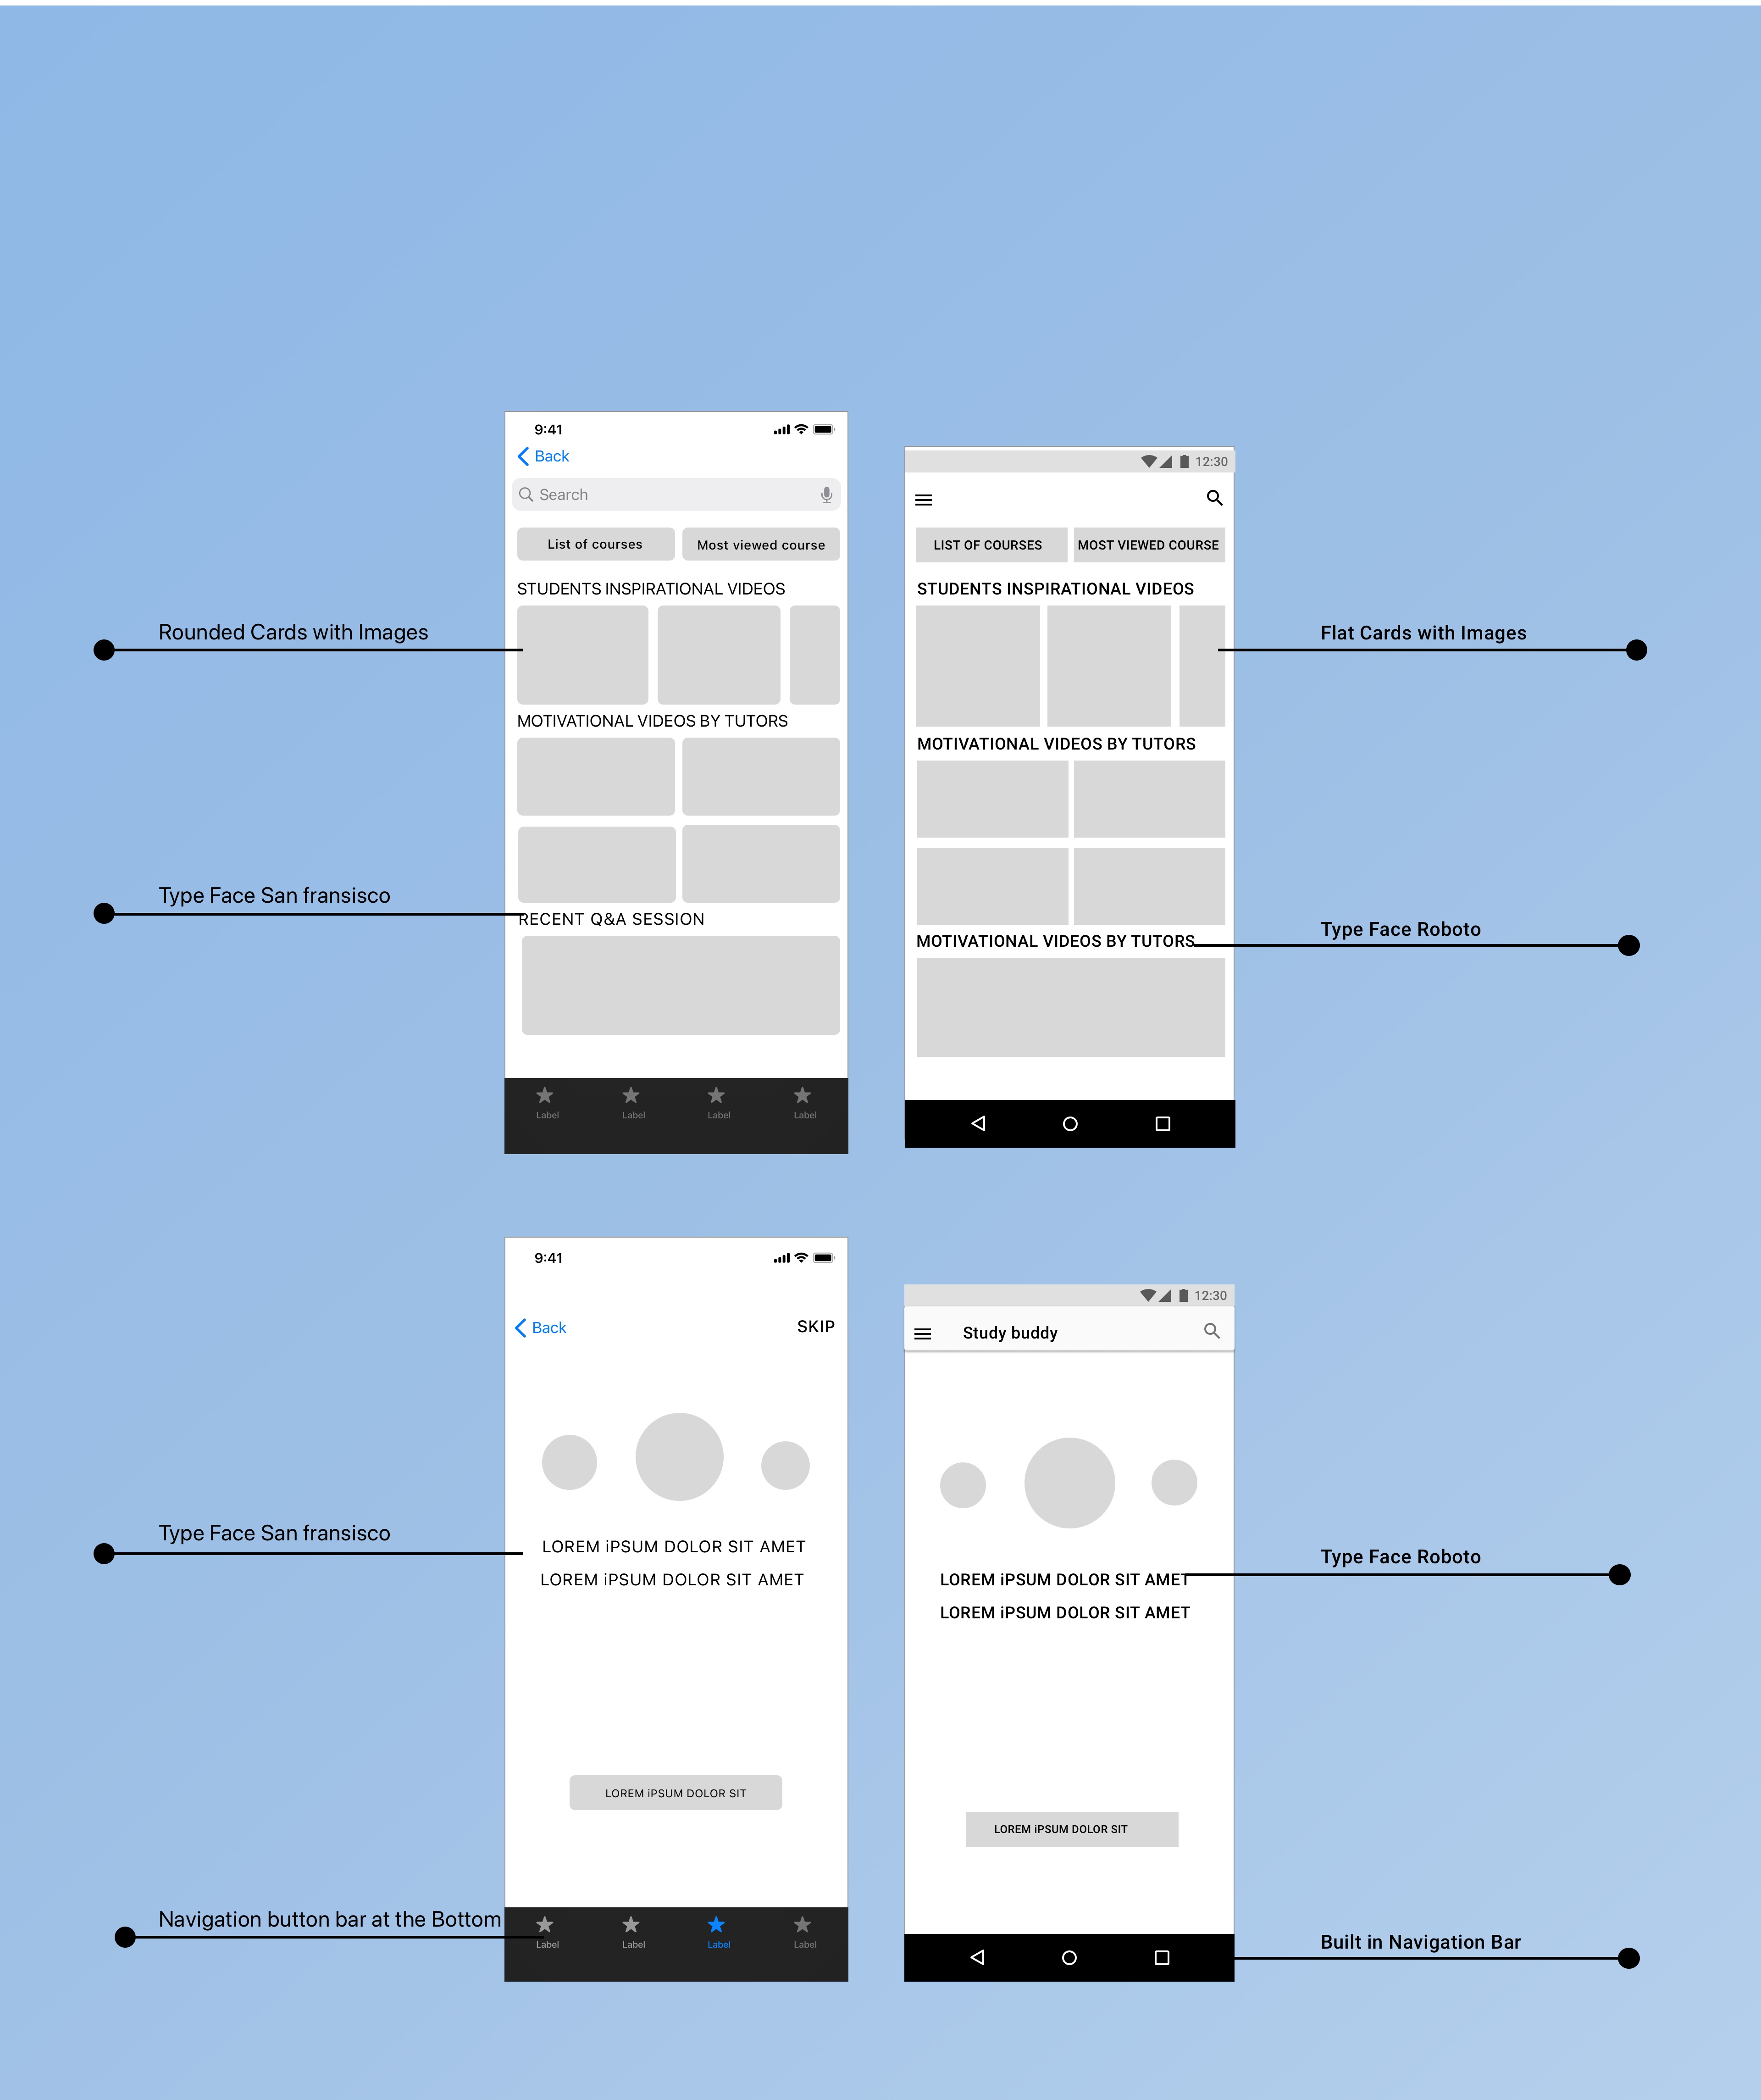 9:41
Back
Search
List of courses
Most viewed course
STUDENTS INSPIRATIONAL VIDEOS
MOTIVATIONAL VIDEOS BY TUTORS
RECENT Q&A SESSION
Label Label Label Label
12:30
LIST OF COURSES
MOST VIEWED COURSE
STUDENTS INSPIRATIONAL VIDEOS
MOTIVATIONAL VIDEOS BY TUTORS
MOTIVATIONAL VIDEOS BY TUTORS
Rounded Cards with Images
Type Face San fransisco
Flat Cards with Images
Type Face Roboto
9:41
Back
SKIP
LOREM iPSUM DOLOR SIT AMET
LOREM iPSUM DOLOR SIT AMET
LOREM iPSUM DOLOR SIT
Label Label Label Label
12:30
Study buddy
LOREM iPSUM DOLOR SIT AMET
LOREM iPSUM DOLOR SIT AMET
LOREM iPSUM DOLOR SIT
Type Face San fransisco
Navigation button bar at the Bottom
Type Face Roboto
Built in Navigation Bar